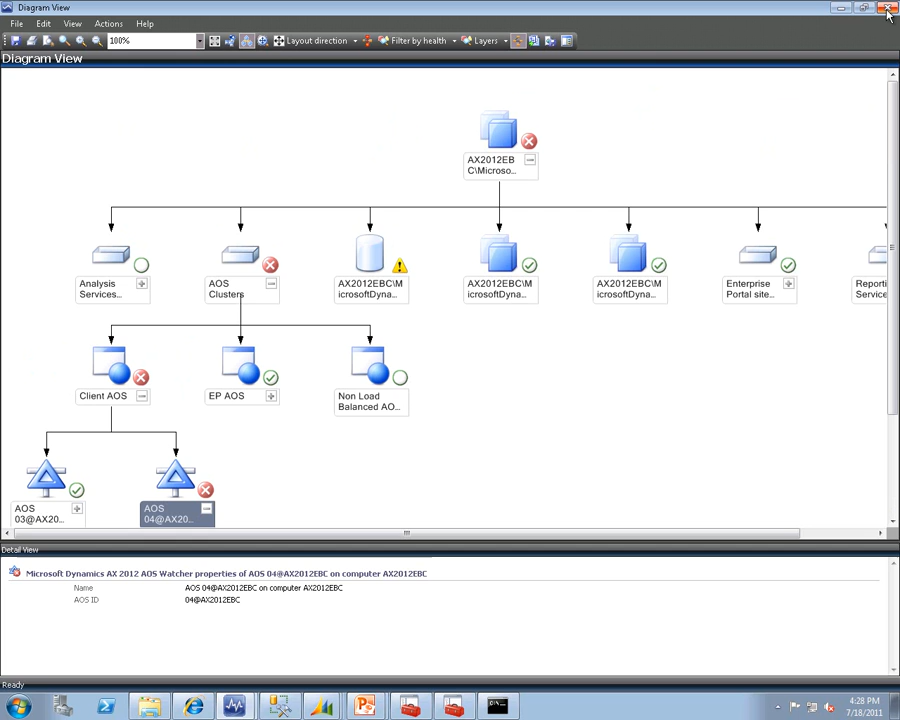 Diagram View
File Edit View Actions Help
100% Layout direction Filter by health Layers
Diagram View
AX2012EB
C\Microso...
Analysis
Services...
AOS
Clusters
AX2012EBC\M
icrosoftDyna...
AX2012EBC\M
icrosoftDyna...
AX2012EBC\M
icrosoftDyna...
Enterprise
Portal site...
Reporti
Service
Client AOS
EP AOS
Non Load
Balanced AO...
AOS
03@AX20...
AOS
04@AX20...
Detail View
Microsoft Dynamics AX 2012 AOS Watcher properties of AOS 04@AX2012EBC on computer AX2012EBC
Name AOS 04@AX2012EBC on computer AX2012EBC
AOS ID 04@AX2012EBC
Ready
4:28 PM
7/18/2011